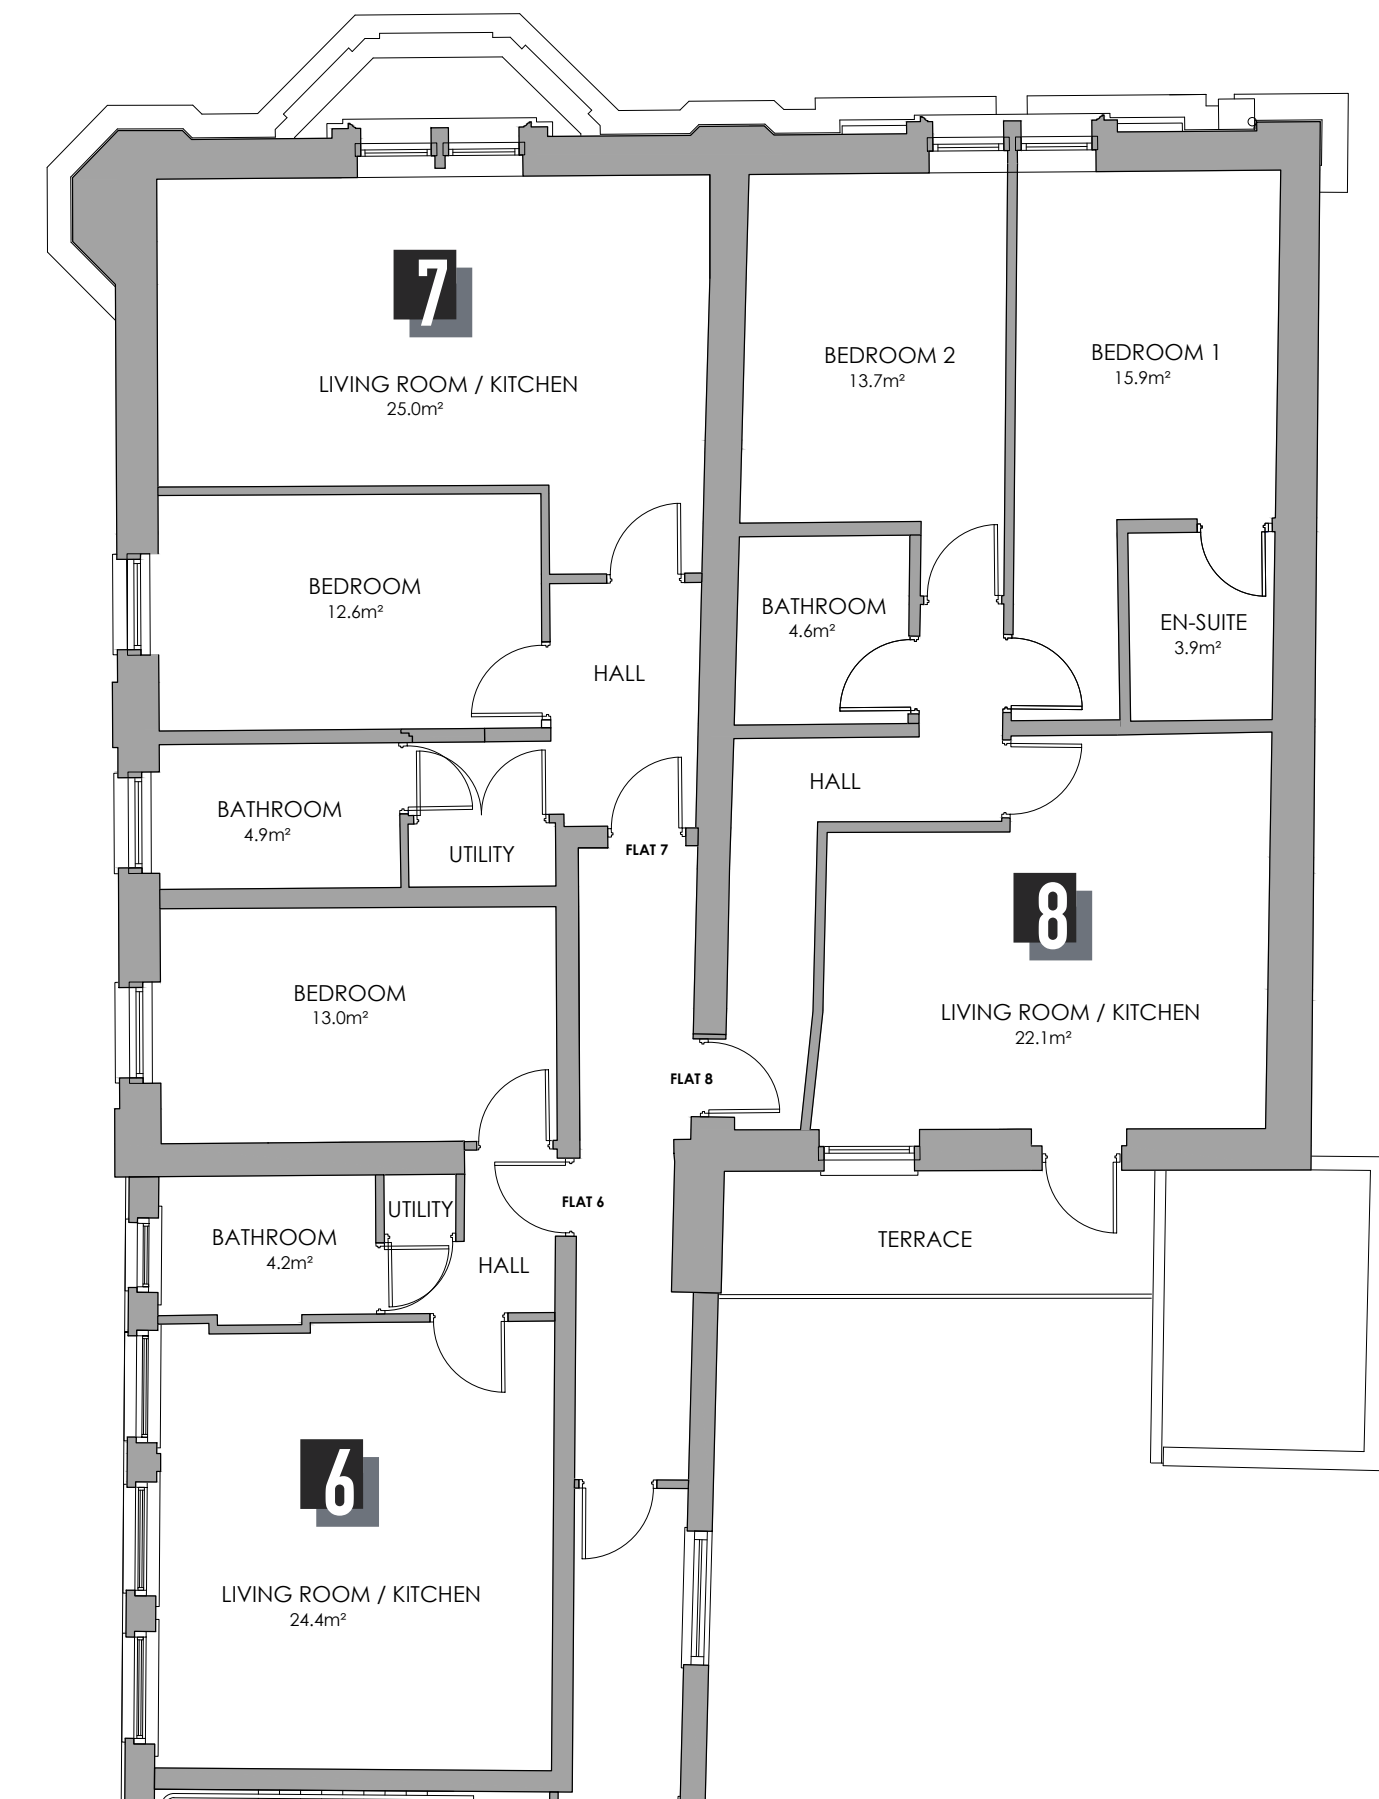 7
LIVING ROOM / KITCHEN
25.0m²
BEDROOM 2
13.7m²
BEDROOM 1
15.9m²
BEDROOM
12.6m²
HALL
BATHROOM
4.6m²
EN-SUITE
3.9m²
BATHROOM
4.9m²
UTILITY
FLAT 7
HALL
8
LIVING ROOM / KITCHEN
22.1m²
BEDROOM
13.0m²
FLAT 8
FLAT 6
UTILITY
BATHROOM
4.2m²
HALL
TERRACE
6
LIVING ROOM / KITCHEN
24.4m²